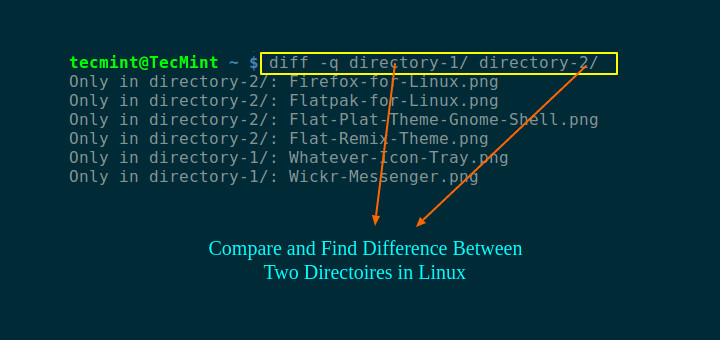 tecmint@TecMint ~ $ diff -q directory-1/ directory-2/
Only in directory-2/: Firefox-for-Linux.png
Only in directory-2/: Flatpak-for-Linux.png
Only in directory-2/: Flat-Plat-Theme-Gnome-Shell.png
Only in directory-2/: Flat-Remix-Theme.png
Only in directory-1/: Whatever-Icon-Tray.png
Only in directory-1/: Wickr-Messenger.png
Compare and Find Difference Between
Two Directoires in Linux